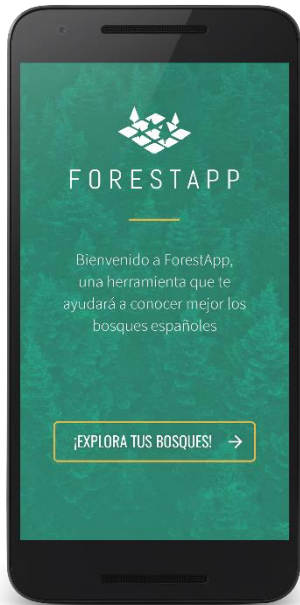 FORESTAPP
Bienvenido a ForestApp,
una herramienta que te
ayudará a conocer mejor los
bosques españoles
¡EXPLORA TUS BOSQUES! →